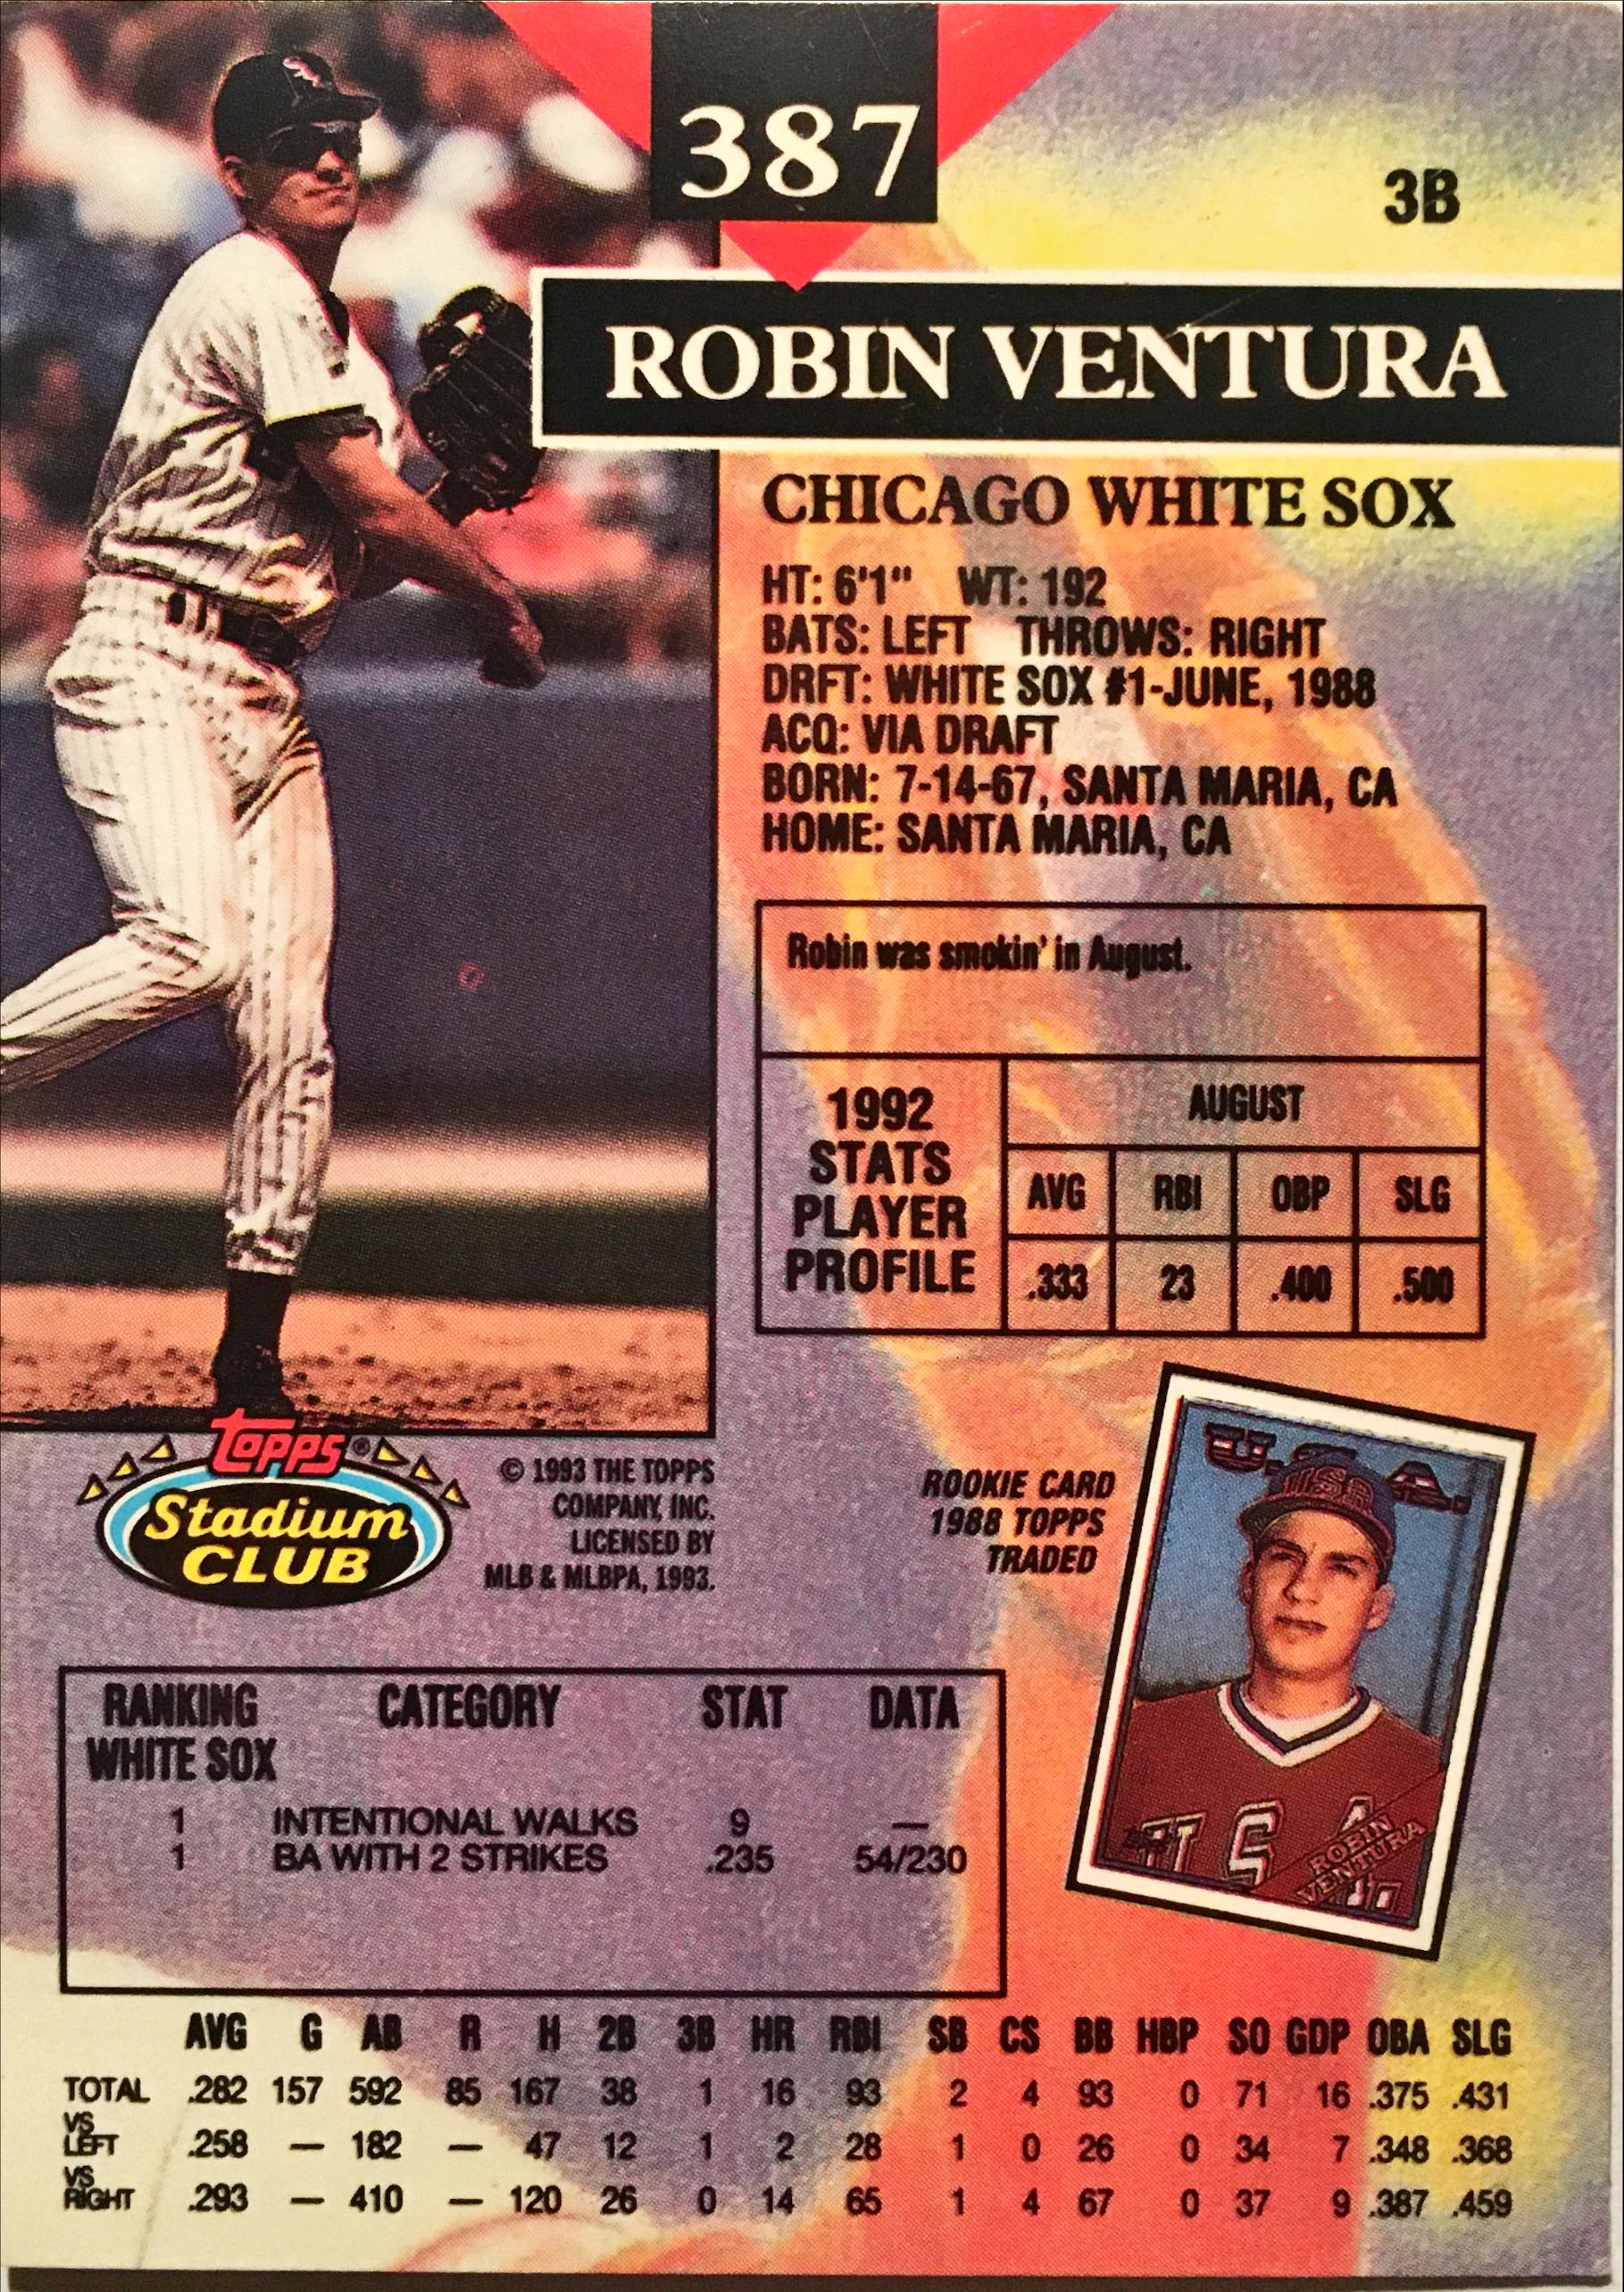 387
3B
ROBIN VENTURA
CHICAGO WHITE SOX
HT: 6'1" WT: 192
BATS: LEFT THROWS: RIGHT
DRFT: WHITE SOX #1-JUNE, 1988
ACQ: VIA DRAFT
BORN: 7-14-67, SANTA MARIA, CA
HOME: SANTA MARIA, CA
Robin was smokin' in August.
1992
STATS
PLAYER
PROFILE
AUGUST
AVG RBI OBP SLG
.333 23 .400 .500
Topps®
Stadium
CLUB
© 1993 THE TOPPS
COMPANY, INC.
LICENSED BY
MLB & MLBPA, 1993.
ROOKIE CARD
1988 TOPPS
TRADED
U.S.A.
USA
USA
ROBIN
VENTURA
RANKING CATEGORY STAT DATA
WHITE SOX
1 INTENTIONAL WALKS 9 —
1 BA WITH 2 STRIKES .235 54/230
AVG G AB R H 2B 3B HR RBI SB CS BB HBP SO GDP OBA SLG
TOTAL .282 157 592 85 167 38 1 16 93 2 4 93 0 71 16 .375 .431
VS
LEFT .258 — 182 — 47 12 1 2 28 1 0 26 0 34 7 .348 .368
VS
RIGHT .293 — 410 — 120 26 0 14 65 1 4 67 0 37 9 .387 .459